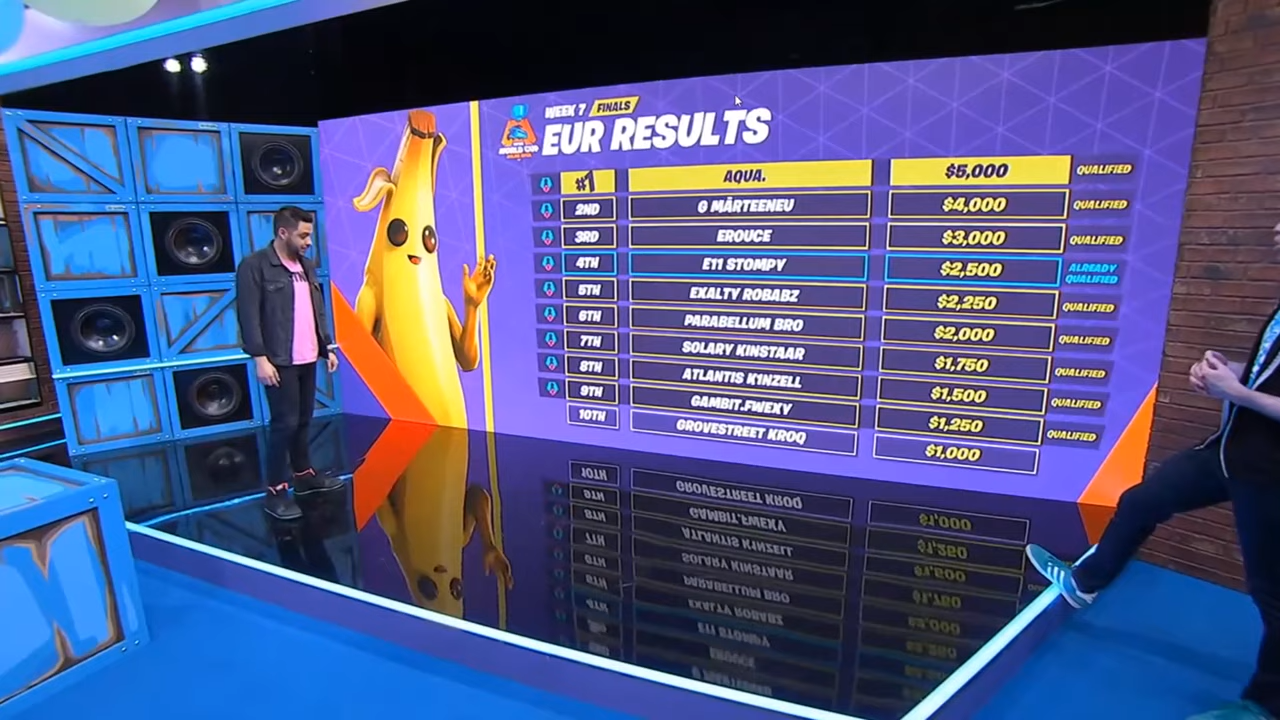 WEEK 7 FINALS
WORLD CUP
EUR RESULTS
#1 AQUA. $5,000 QUALIFIED
2ND G MÄRTEENEU $4,000 QUALIFIED
3RD EROUCE $3,000 QUALIFIED
4TH E11 STOMPY $2,500 ALREADY QUALIFIED
5TH EXALTY ROBABZ $2,250 QUALIFIED
6TH PARABELLUM BRO $2,000 QUALIFIED
7TH SOLARY KINSTAAR $1,750 QUALIFIED
8TH ATLANTIS K1NZELL $1,500 QUALIFIED
9TH GAMBIT.FWEXY $1,250 QUALIFIED
10TH GROVESTREET KROQ $1,000